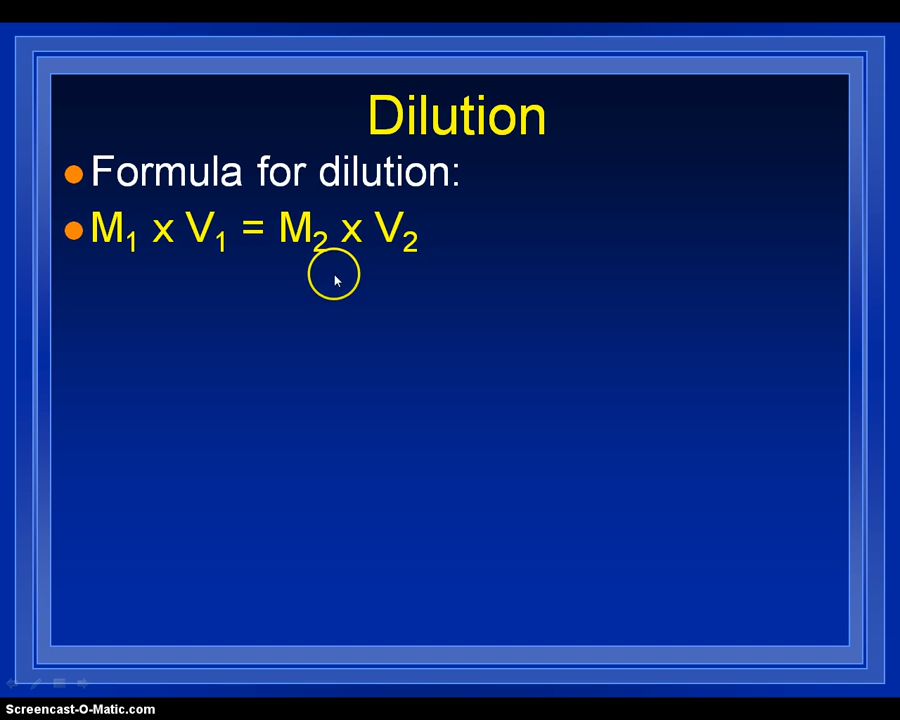 Dilution
Formula for dilution:
M₁ x V₁ = M₂ x V₂
Screencast-O-Matic.com